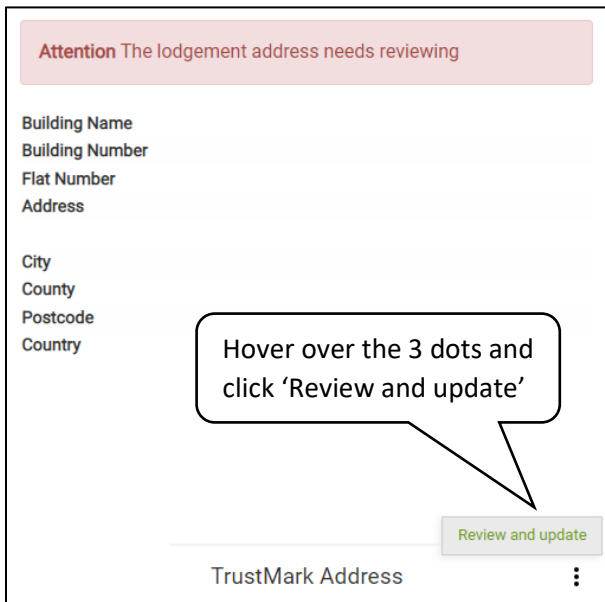 Attention The lodgement address needs reviewing
Building Name
Building Number
Flat Number
Address
City
County
Postcode
Country
Hover over the 3 dots and
click ‘Review and update’
Review and update
TrustMark Address